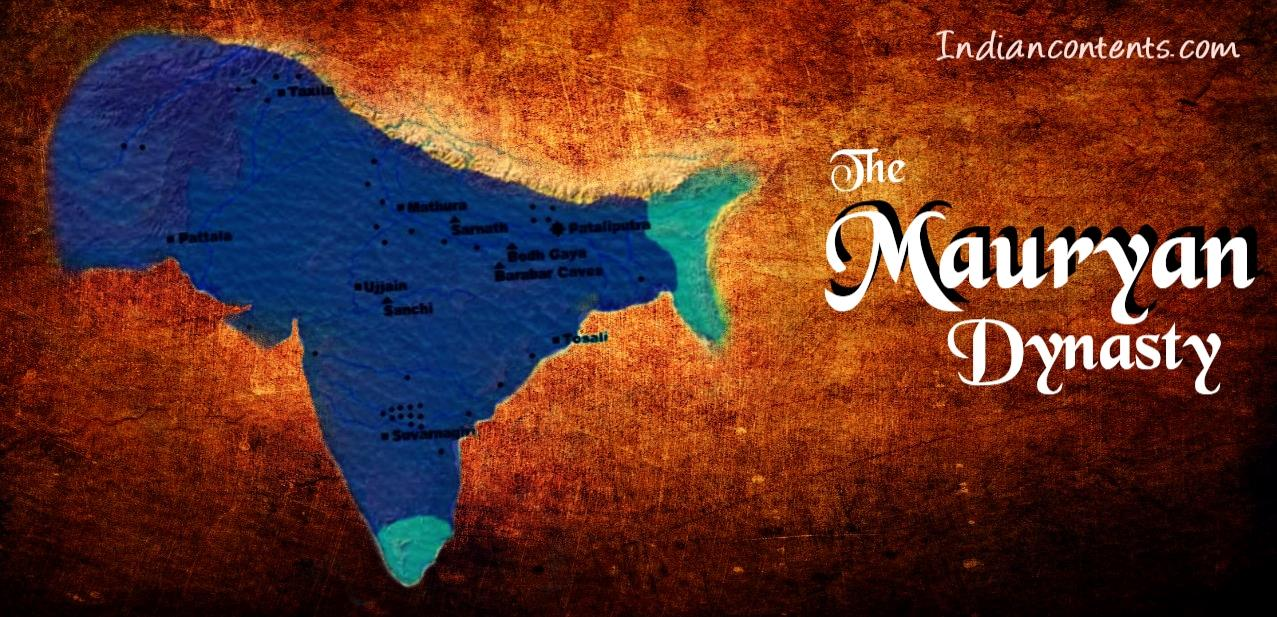 Indiancontents.com
The
Mauryan
Dynasty
Taxila
Mathura
Sarnath
Pataliputra
Pattala
Bodh Gaya
Barabar Caves
Ujjain
Sanchi
Tosali
Suvarnagiri